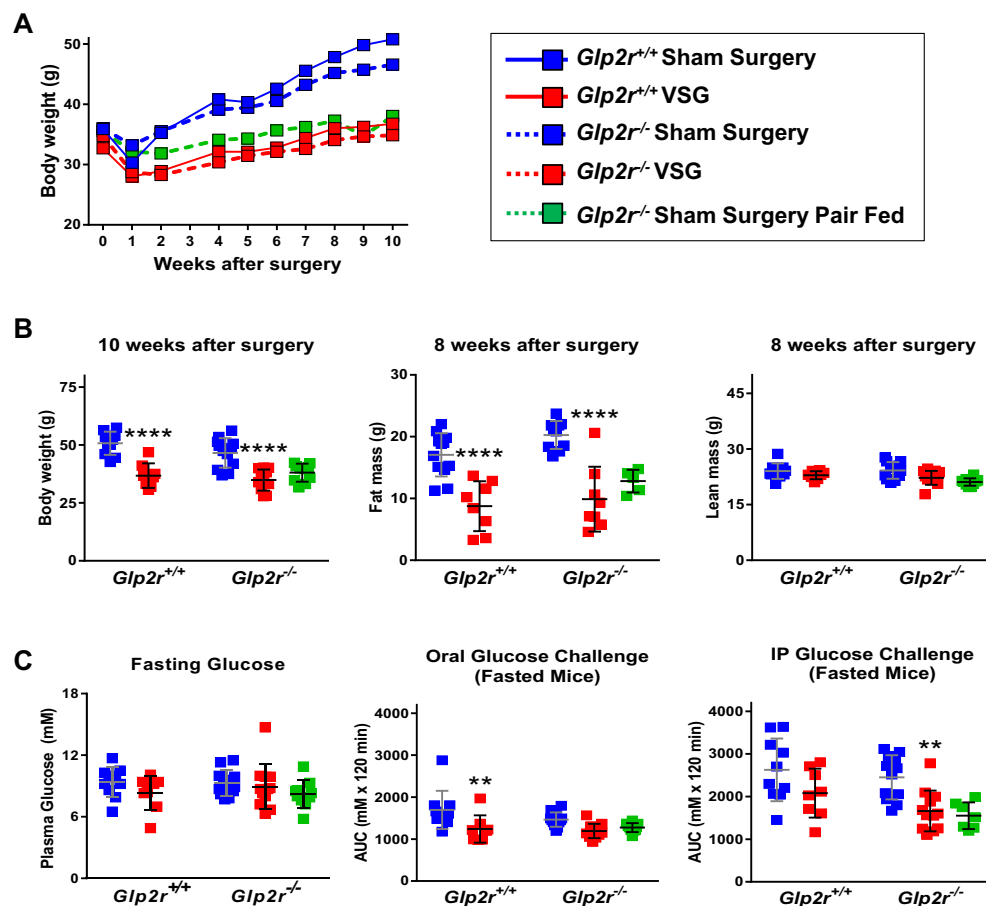 A
Body weight (g)
50
40
30
20
0 1 2 3 4 5 6 7 8 9 10
Weeks after surgery
Glp2r+/+ Sham Surgery
Glp2r+/+ VSG
Glp2r-/- Sham Surgery
Glp2r-/- VSG
Glp2r-/- Sham Surgery Pair Fed
B
10 weeks after surgery
Body weight (g)
75
50
25
0
****
****
Glp2r+/+ Glp2r-/-
8 weeks after surgery
Fat mass (g)
30
20
10
0
****
****
Glp2r+/+ Glp2r-/-
8 weeks after surgery
Lean mass (g)
45
30
15
0
Glp2r+/+ Glp2r-/-
C
Fasting Glucose
Plasma Glucose (mM)
18
12
6
0
Glp2r+/+ Glp2r-/-
Oral Glucose Challenge
(Fasted Mice)
AUC (mM x 120 min)
4000
3000
2000
1000
0
**
Glp2r+/+ Glp2r-/-
IP Glucose Challenge
(Fasted Mice)
AUC (mM x 120 min)
4000
3000
2000
1000
0
**
Glp2r+/+ Glp2r-/-